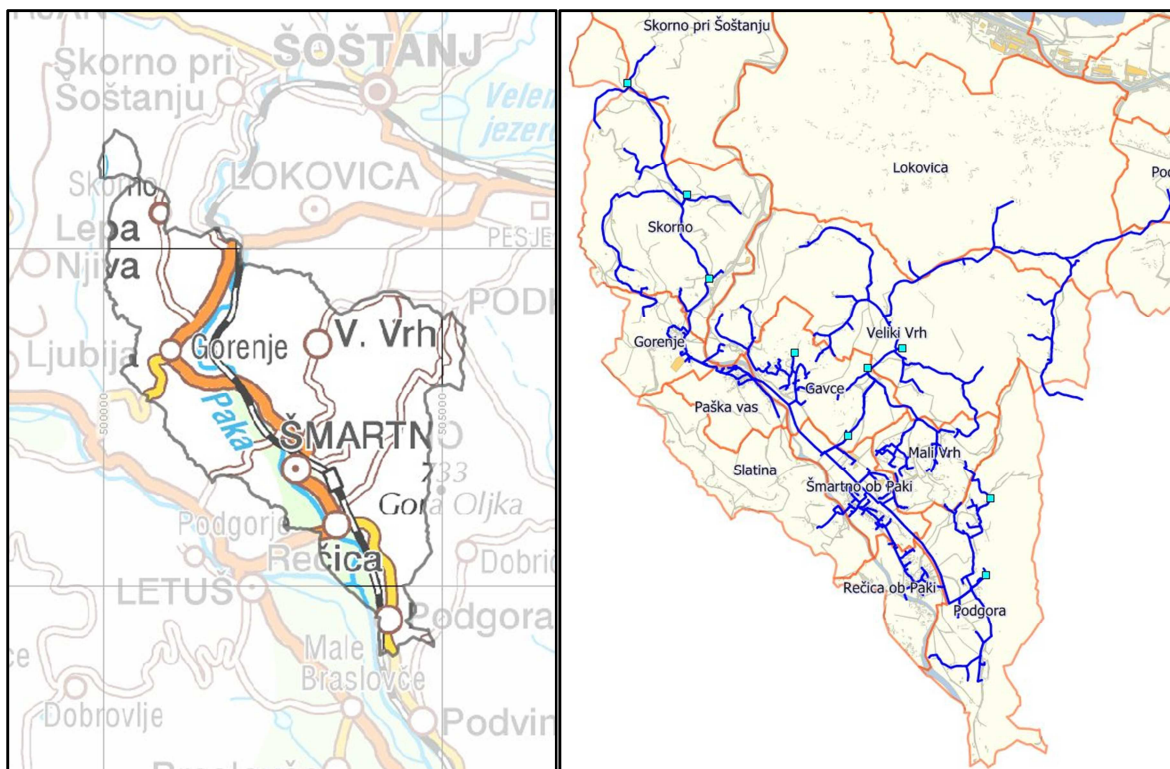 ŠOŠTANJ
Skorno pri
Šoštanju
Velen
jezero
Skorno
LOKOVICA
Lepa
Njiva
PESJE
Ljubija
Gorenje
V. Vrh
Paka
ŠMARTN
733
Gora Oljka
Podgorje
Rečica
Dobrič
LETUŠ
Podgora
Male
Braslovče
Dobrovlje
Podvin
Skorno pri Šoštanju
Lokovica
Skorno
Veliki Vrh
Gorenje
Gavce
Paška vas
Mali Vrh
Slatina
Šmartno ob Paki
Rečica ob Paki
Podgora